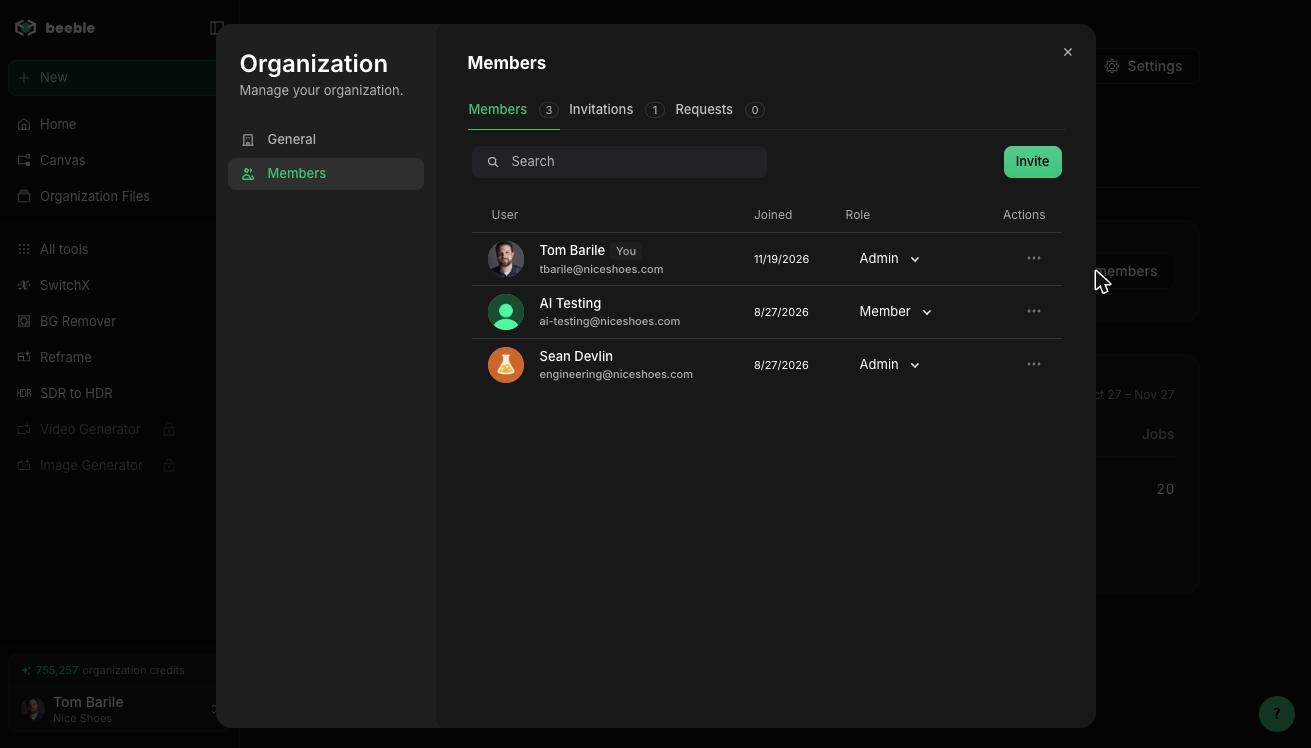 beeble
New
Home
Canvas
Organization Files
All tools
SwitchX
BG Remover
Reframe
HDR SDR to HDR
Video Generator
Image Generator
755,257 organization credits
Tom Barile
Nice Shoes
Organization
Manage your organization.
General
Members
Members
Members 3 Invitations 1 Requests 0
Search
Invite
User Joined Role Actions
Tom Barile You
tbarile@niceshoes.com
11/19/2026 Admin
AI Testing
ai-testing@niceshoes.com
8/27/2026 Member
Sean Devlin
engineering@niceshoes.com
8/27/2026 Admin
Settings
members
27 – Nov 27
Jobs
20
?